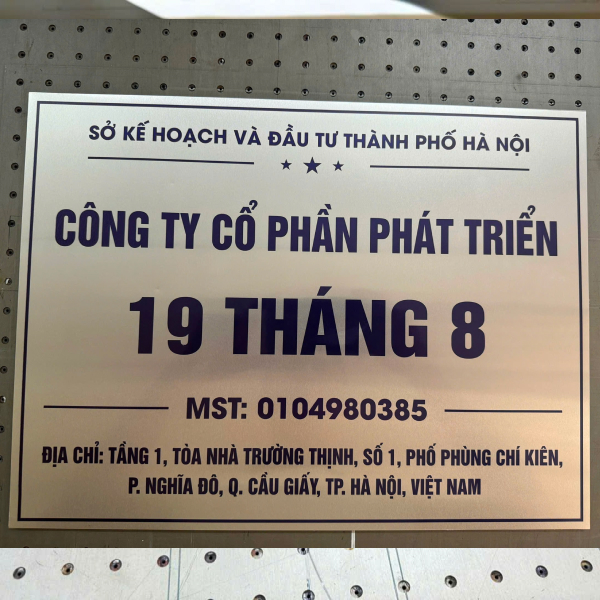 SỞ KẾ HOẠCH VÀ ĐẦU TƯ THÀNH PHỐ HÀ NỘI
CÔNG TY CỔ PHẦN PHÁT TRIỂN
19 THÁNG 8
MST: 0104980385
ĐỊA CHỈ: TẦNG 1, TÒA NHÀ TRƯỜNG THỊNH, SỐ 1, PHỐ PHÙNG CHÍ KIÊN,
P. NGHĨA ĐÔ, Q. CẦU GIẤY, TP. HÀ NỘI, VIỆT NAM